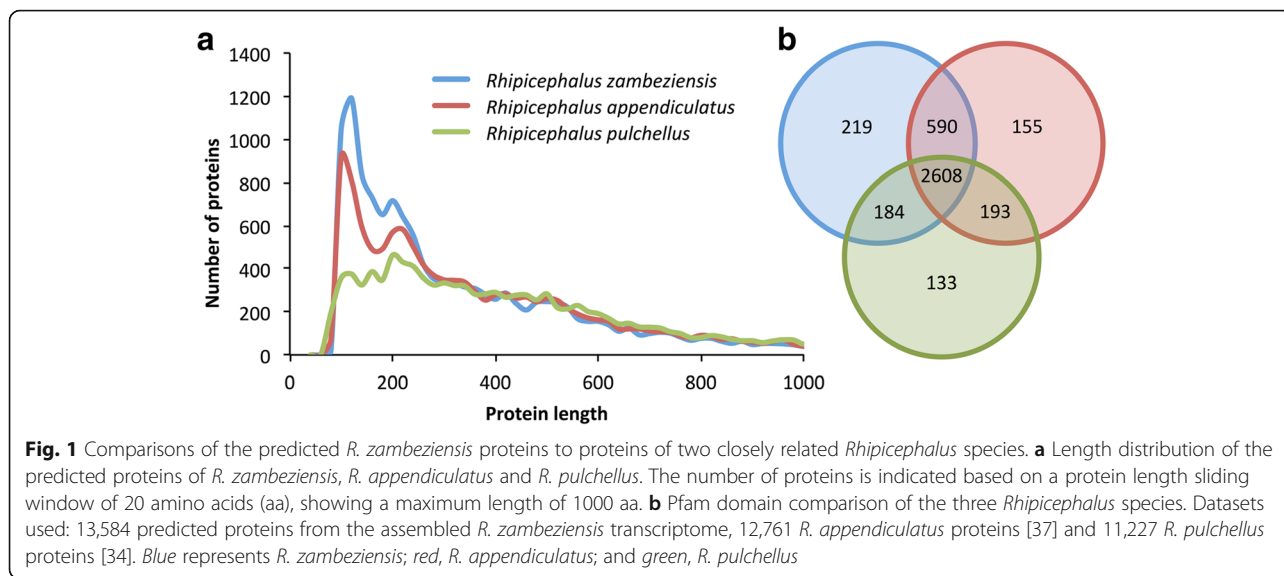 a
1400
1200
1000
800
600
400
200
0
Number of proteins
Rhipicephalus zambeziensis
Rhipicephalus appendiculatus
Rhipicephalus pulchellus
0 200 400 600 800 1000
Protein length
b
219 590 155
2608
184 193
133
Fig. 1 Comparisons of the predicted R. zambeziensis proteins to proteins of two closely related Rhipicephalus species. a Length distribution of the
predicted proteins of R. zambeziensis, R. appendiculatus and R. pulchellus. The number of proteins is indicated based on a protein length sliding
window of 20 amino acids (aa), showing a maximum length of 1000 aa. b Pfam domain comparison of the three Rhipicephalus species. Datasets
used: 13,584 predicted proteins from the assembled R. zambeziensis transcriptome, 12,761 R. appendiculatus proteins [37] and 11,227 R. pulchellus
proteins [34]. Blue represents R. zambeziensis; red, R. appendiculatus; and green, R. pulchellus